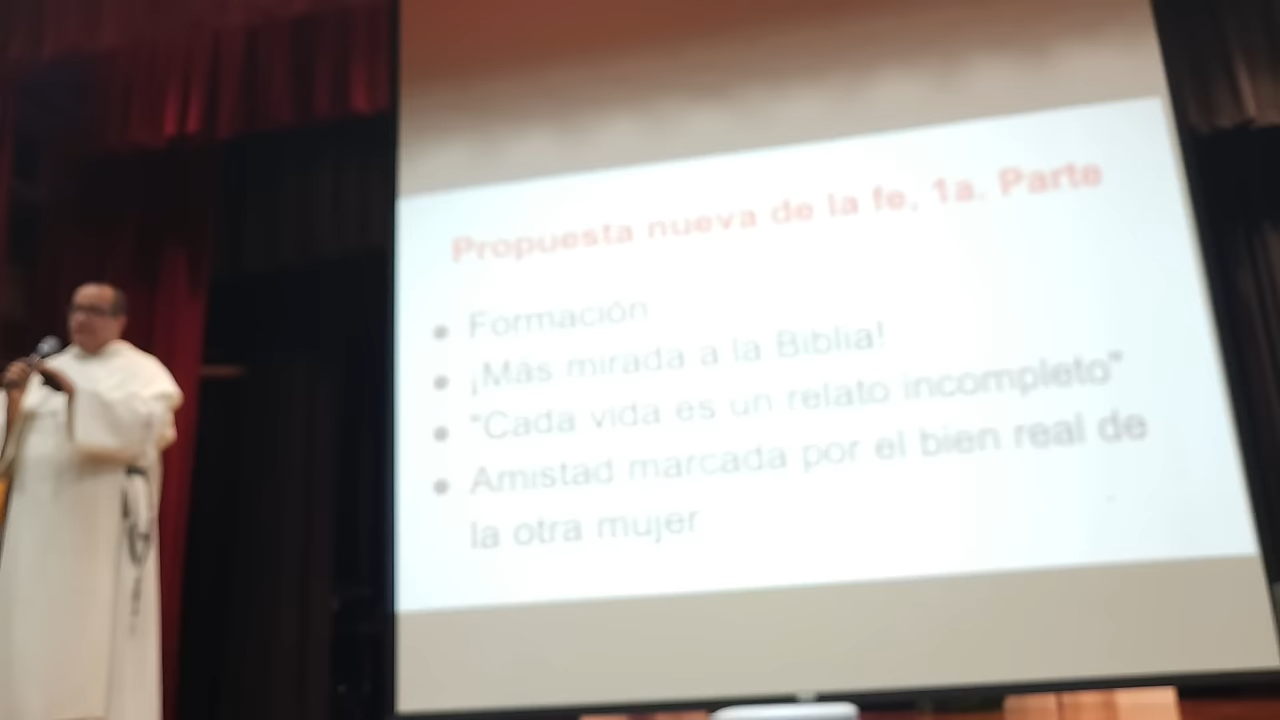 Propuesta nueva de la fe, 1a. Parte
● Formación
● ¡Más mirada a la Biblia!
● "Cada vida es un relato incompleto"
● Amistad marcada por el bien real de
la otra mujer